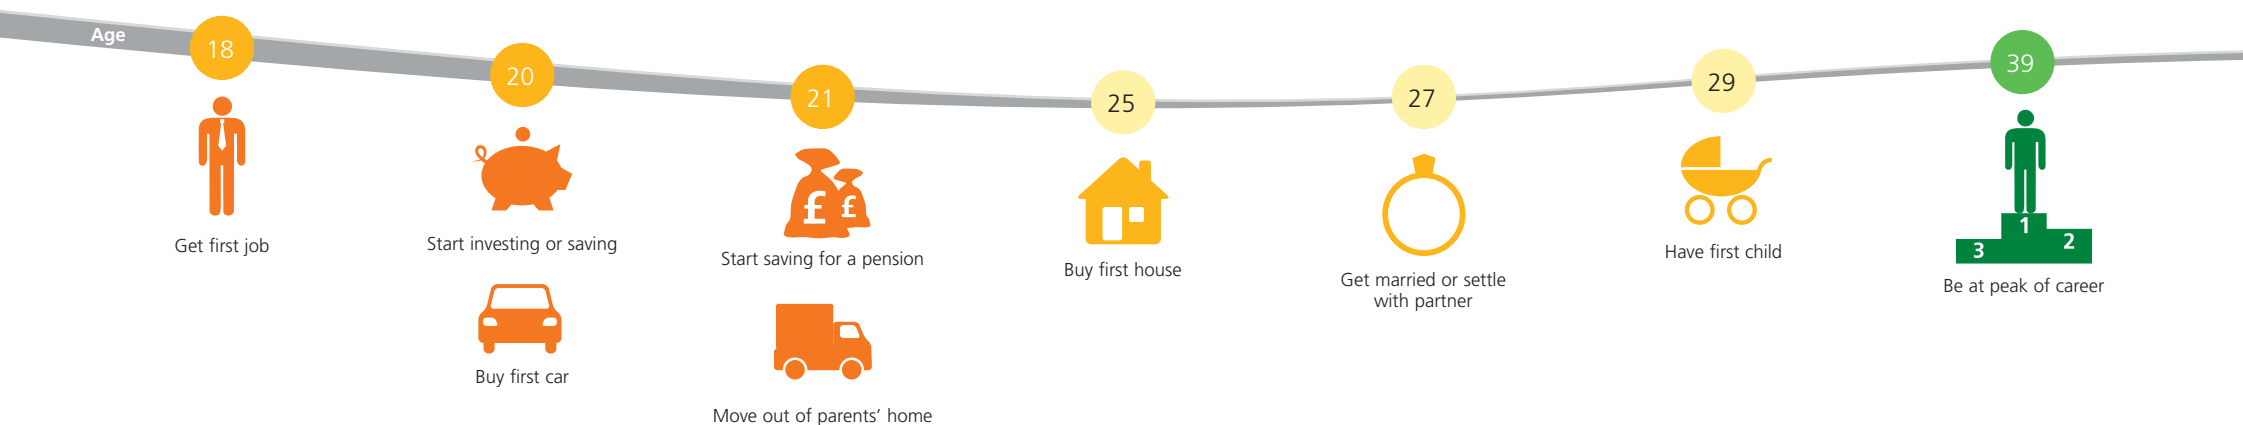 Age
18
Get first job
20
Start investing or saving
Buy first car
21
£ £
Start saving for a pension
Move out of parents’ home
25
Buy first house
27
Get married or settle
with partner
29
Have first child
39
1
3
2
Be at peak of career